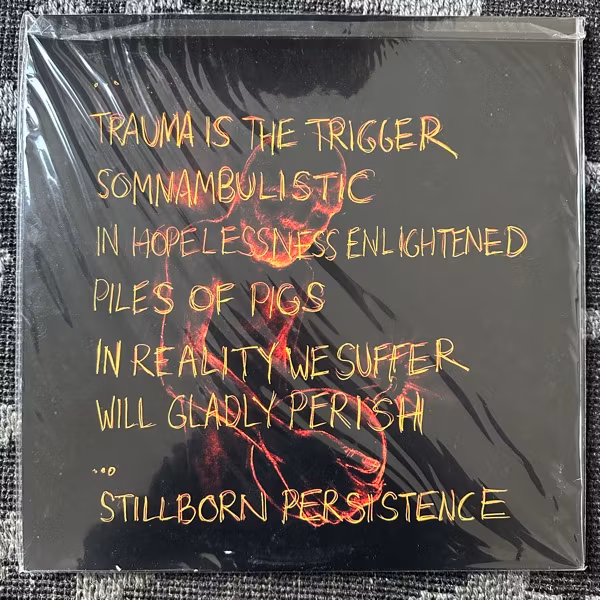 ..
TRAUMA IS THE TRIGGER
SOMNAMBULISTIC
IN HOPELESSNESS ENLIGHTENED
PILES OF PIGS
IN REALITY WE SUFFER
WILL GLADLY PERISH
...
STILLBORN PERSISTENCE